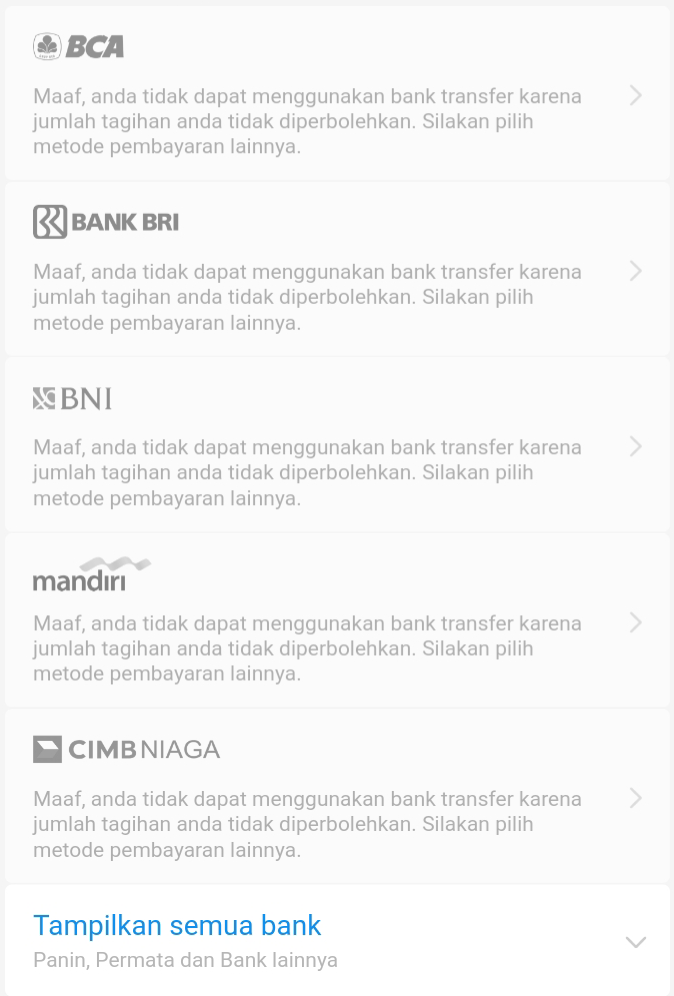 BCA
Maaf, anda tidak dapat menggunakan bank transfer karena
jumlah tagihan anda tidak diperbolehkan. Silakan pilih
metode pembayaran lainnya.
BANK BRI
Maaf, anda tidak dapat menggunakan bank transfer karena
jumlah tagihan anda tidak diperbolehkan. Silakan pilih
metode pembayaran lainnya.
BNI
Maaf, anda tidak dapat menggunakan bank transfer karena
jumlah tagihan anda tidak diperbolehkan. Silakan pilih
metode pembayaran lainnya.
mandırı
Maaf, anda tidak dapat menggunakan bank transfer karena
jumlah tagihan anda tidak diperbolehkan. Silakan pilih
metode pembayaran lainnya.
CIMB NIAGA
Maaf, anda tidak dapat menggunakan bank transfer karena
jumlah tagihan anda tidak diperbolehkan. Silakan pilih
metode pembayaran lainnya.
Tampilkan semua bank
Panin, Permata dan Bank lainnya